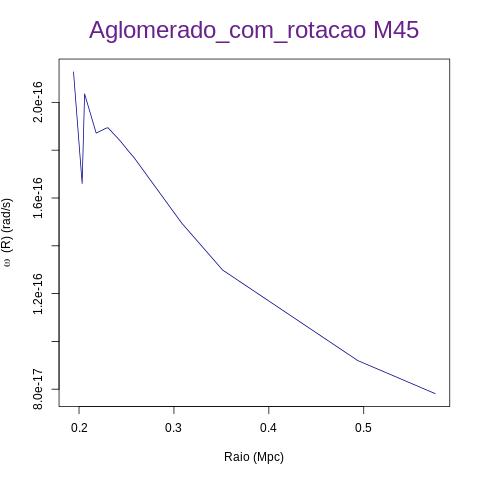 Aglomerado_com_rotacao M45
ω (R) (rad/s)
2.0e-16
1.6e-16
1.2e-16
8.0e-17
0.2 0.3 0.4 0.5
Raio (Mpc)